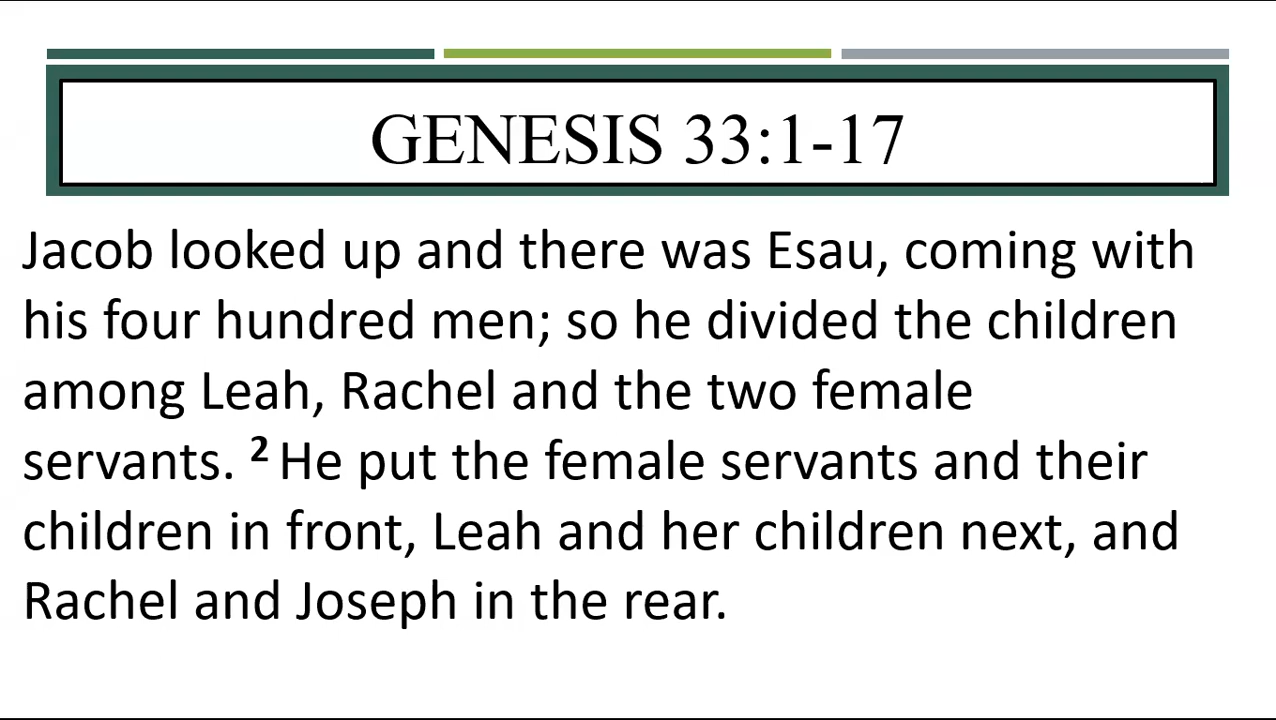 GENESIS 33:1-17
Jacob looked up and there was Esau, coming with
his four hundred men; so he divided the children
among Leah, Rachel and the two female
servants. ² He put the female servants and their
children in front, Leah and her children next, and
Rachel and Joseph in the rear.